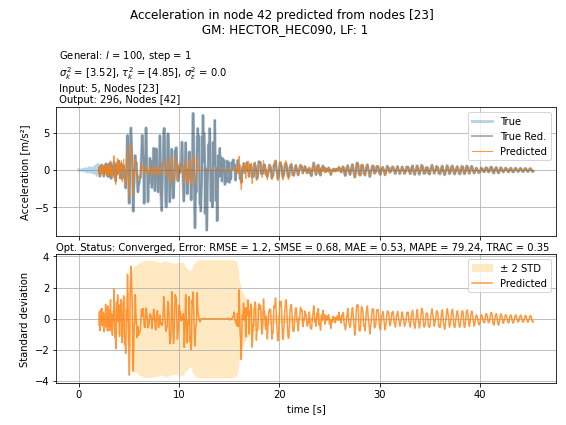 Acceleration in node 42 predicted from nodes [23]
GM: HECTOR_HEC090, LF: 1
General: l = 100, step = 1
σ²ₖ = [3.52], τ²ₖ = [4.85], σ²ε = 0.0
Input: 5, Nodes [23]
Output: 296, Nodes [42]
True
True Red.
Predicted
Acceleration [m/s²]
5
0
−5
Opt. Status: Converged, Error: RMSE = 1.2, SMSE = 0.68, MAE = 0.53, MAPE = 79.24, TRAC = 0.35
± 2 STD
Predicted
Standard deviation
4
2
0
−2
−4
0 10 20 30 40
time [s]